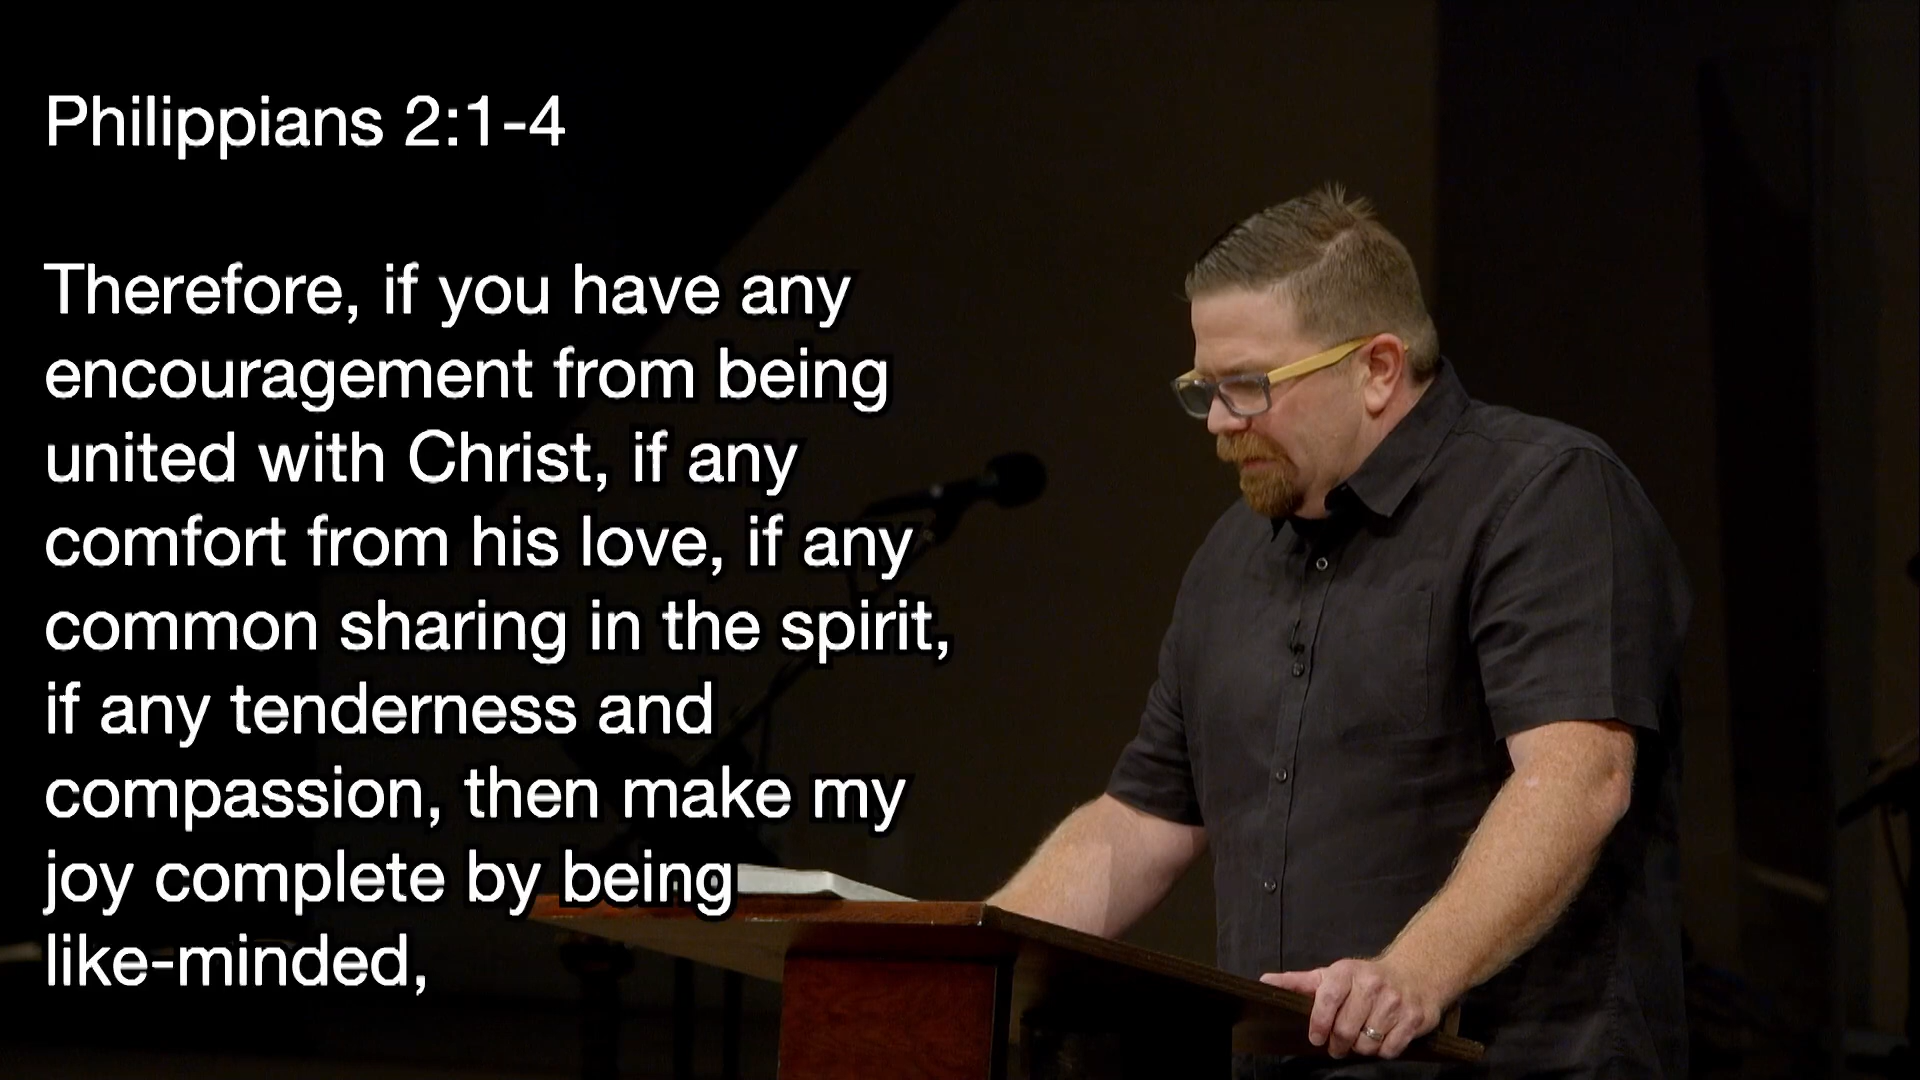 Philippians 2:1-4
Therefore, if you have any
encouragement from being
united with Christ, if any
comfort from his love, if any
common sharing in the spirit,
if any tenderness and
compassion, then make my
joy complete by being
like-minded,